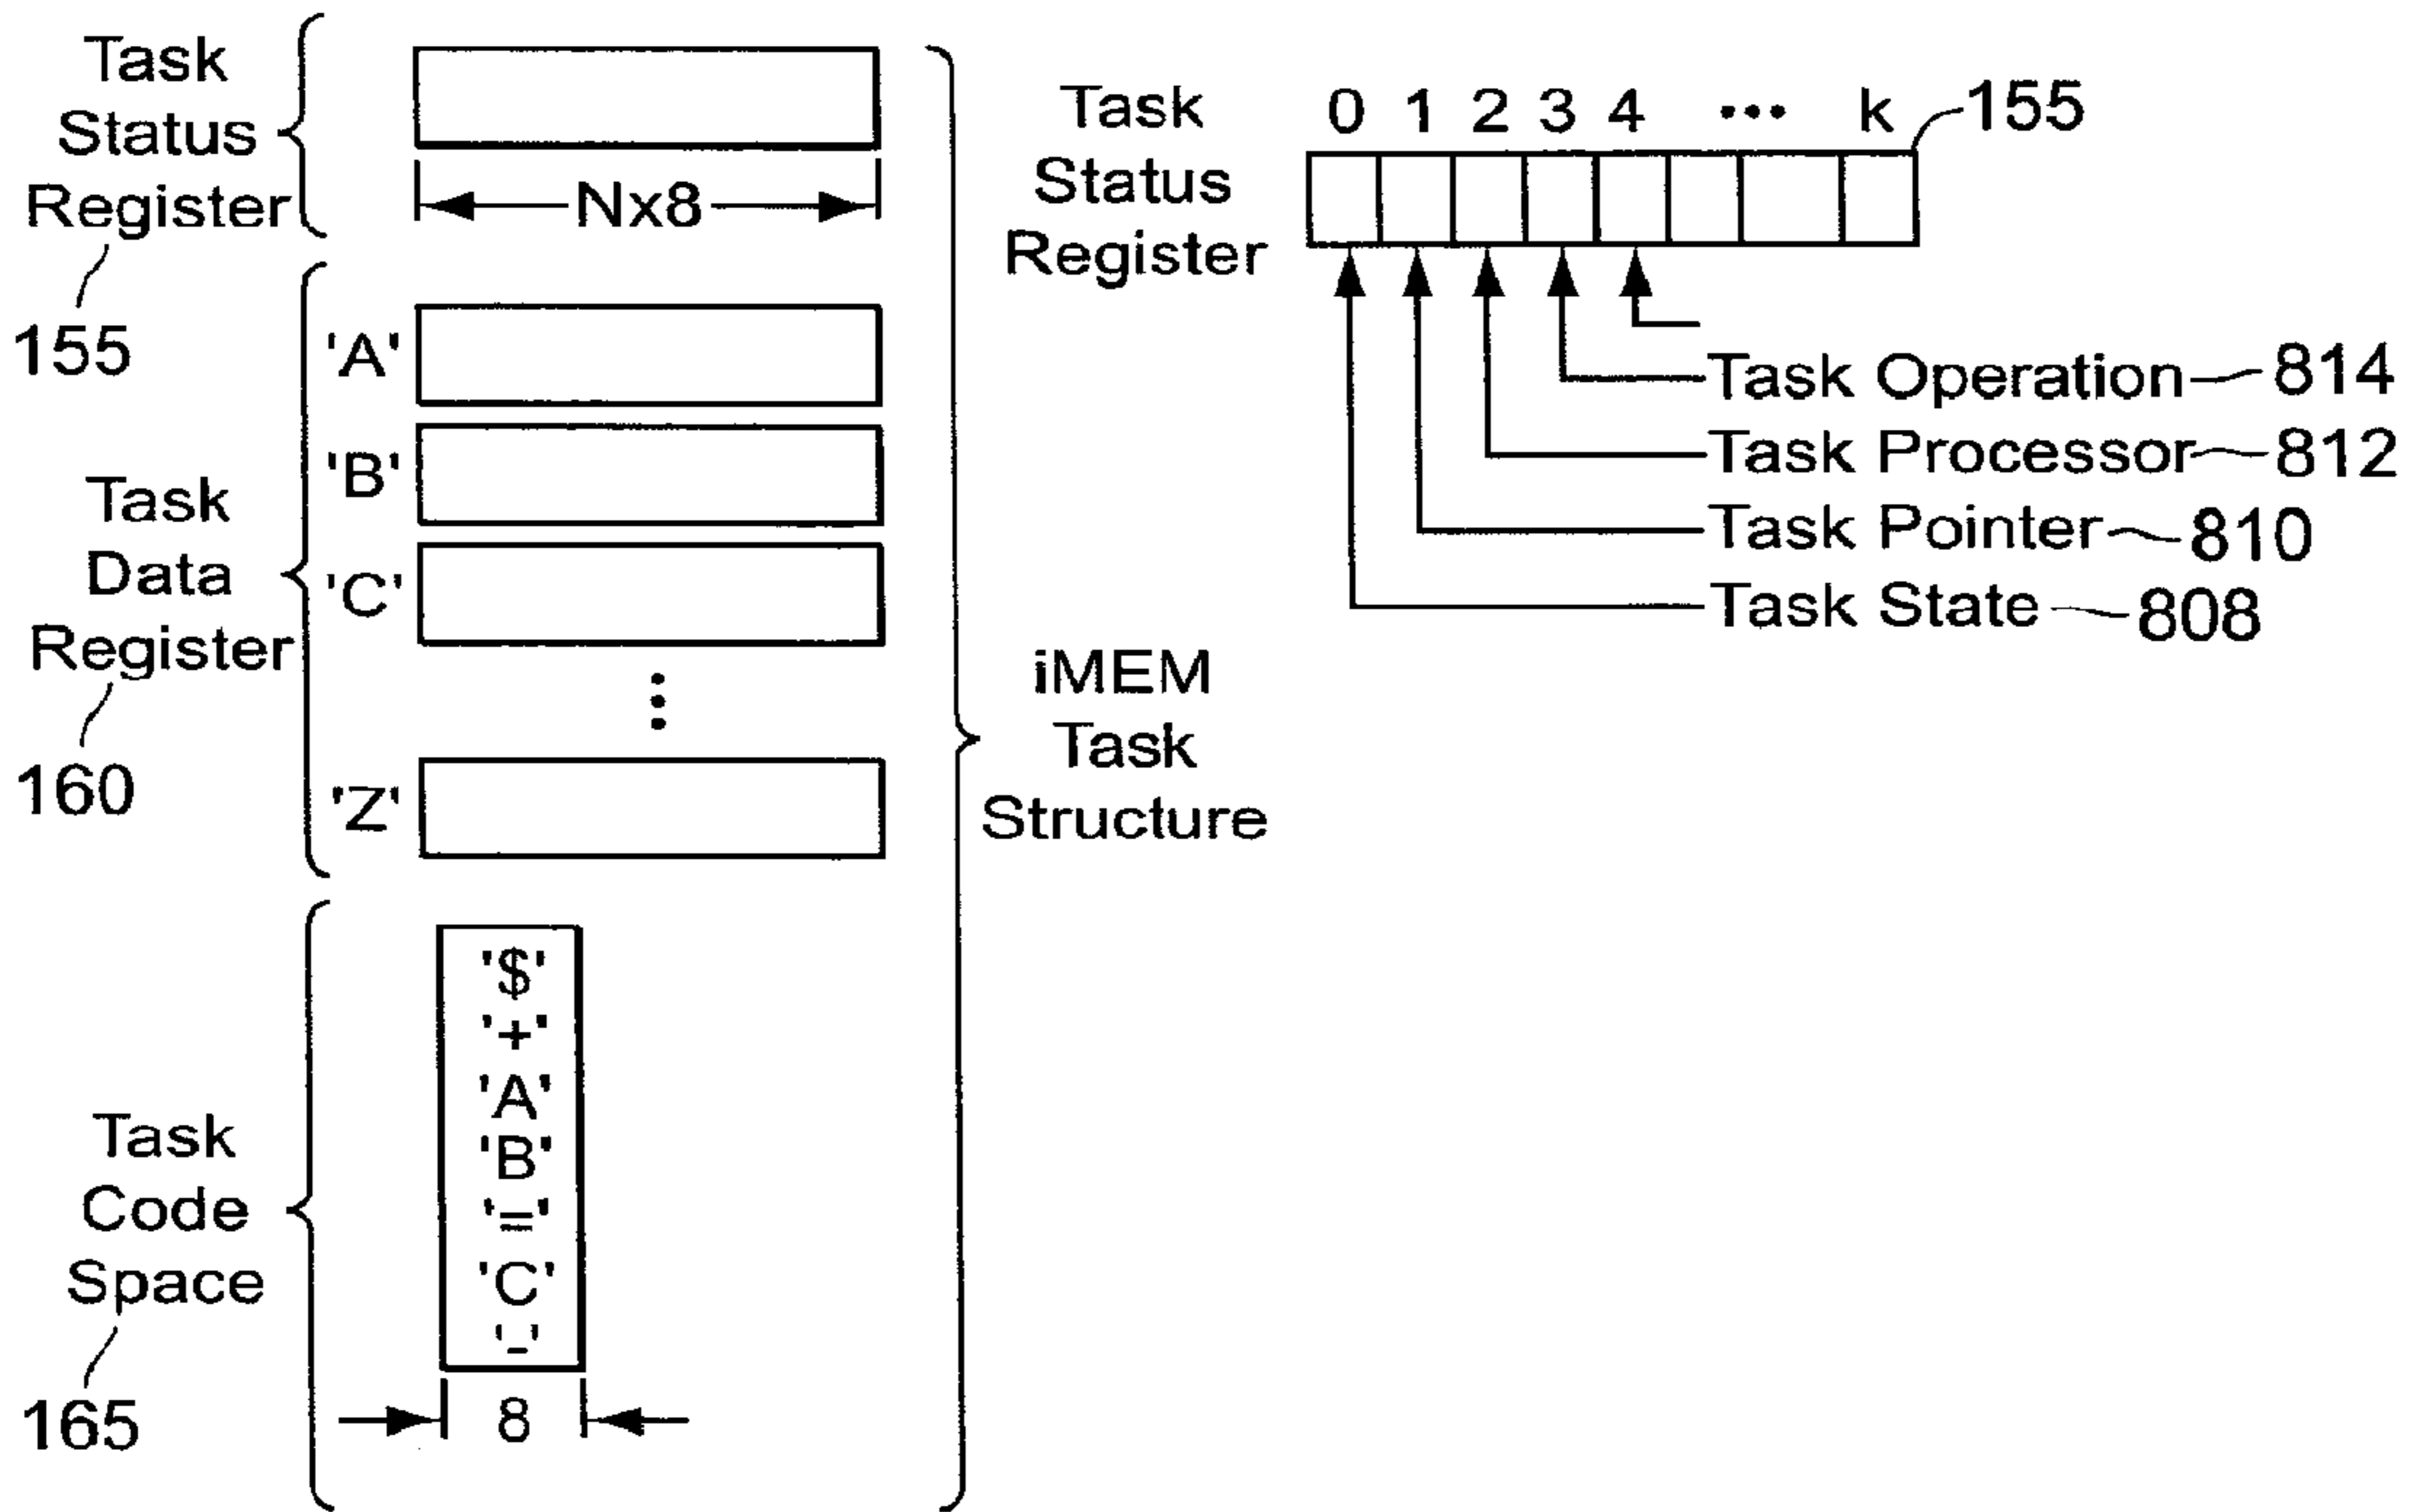 Task
Status
Register
155
Nx8
Task
Data
Register
160
'A'
'B'
'C'
'Z'
Task
Code
Space
165
'$'
'+'
'A'
'B'
'='
'C'
'-'
8
iMEM
Task
Structure
Task
Status
Register
0 1 2 3 4 ... k
155
Task Operation 814
Task Processor 812
Task Pointer 810
Task State 808